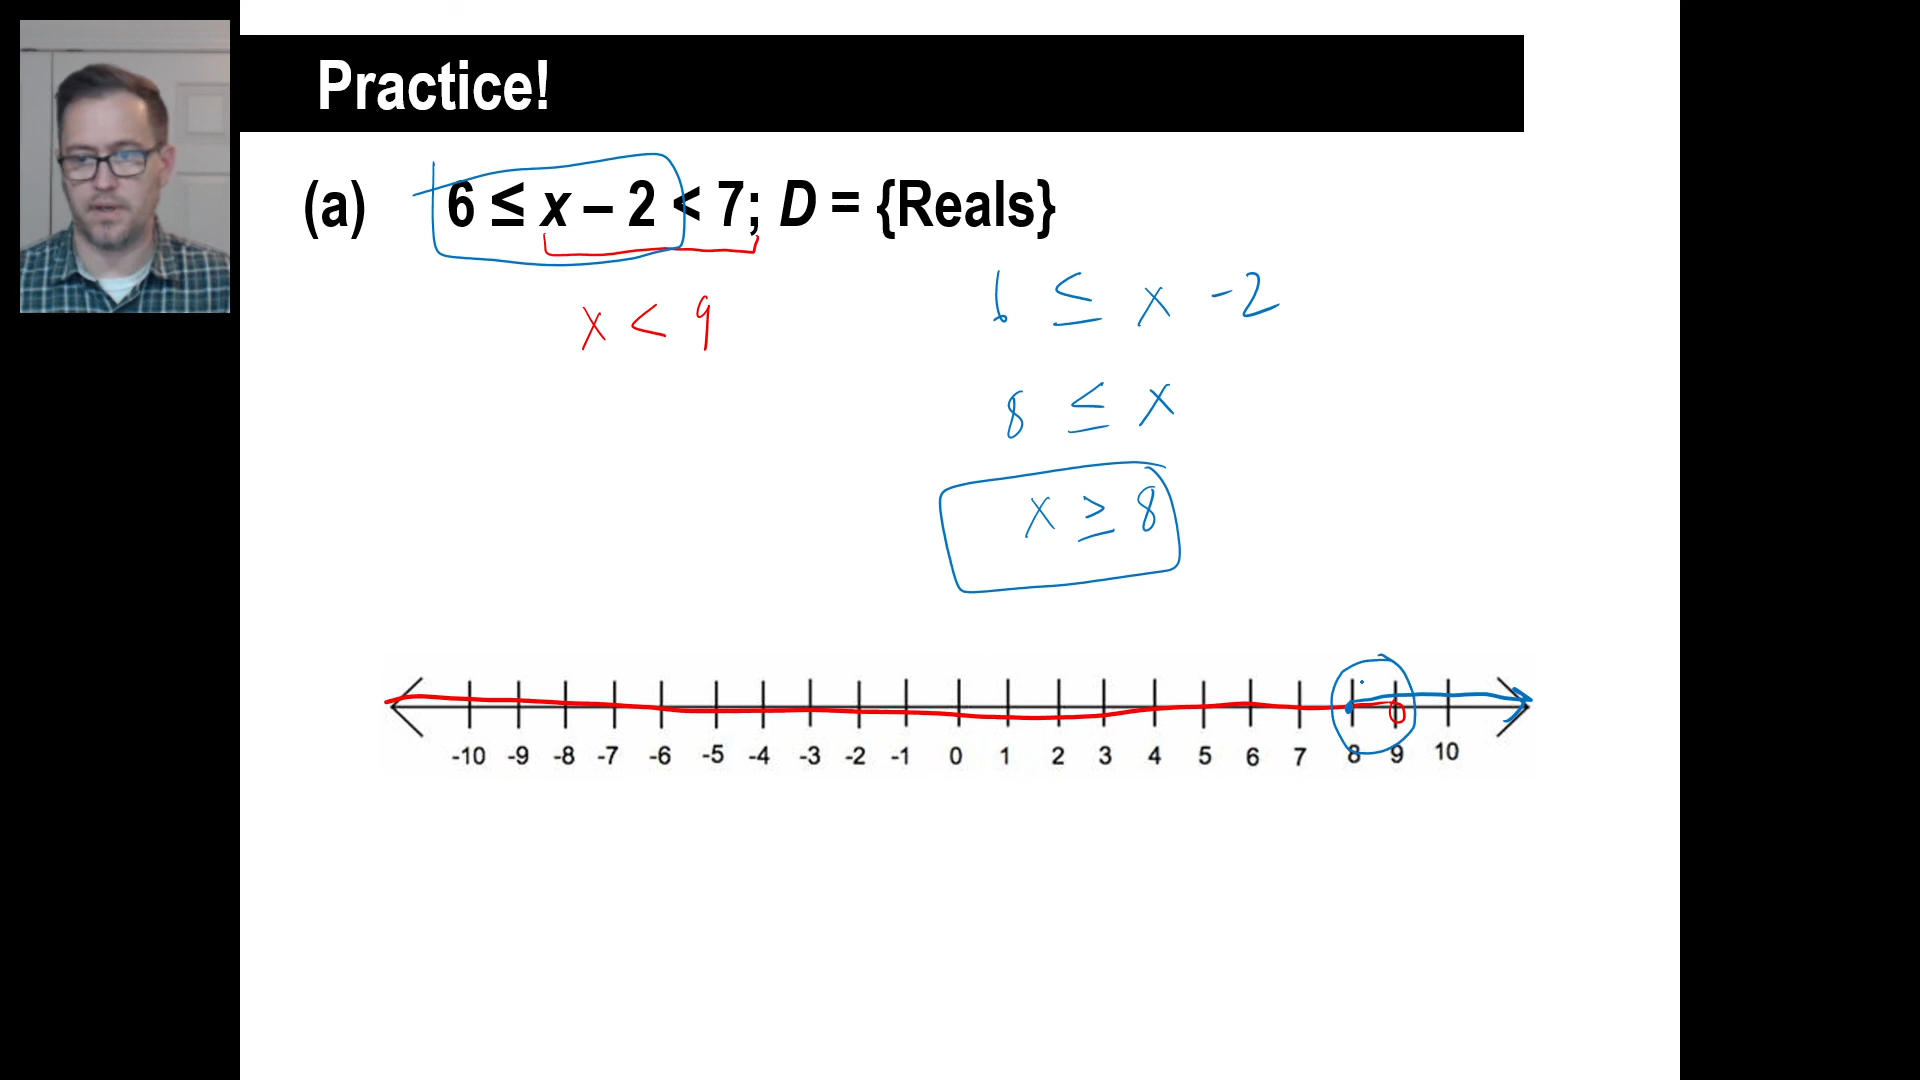 Practice!
(a) 6 ≤ x – 2 < 7; D = {Reals}
6 ≤ x -2
x < 9
8 ≤ x
x ≥ 8
-10 -9 -8 -7 -6 -5 -4 -3 -2 -1 0 1 2 3 4 5 6 7 8 9 10